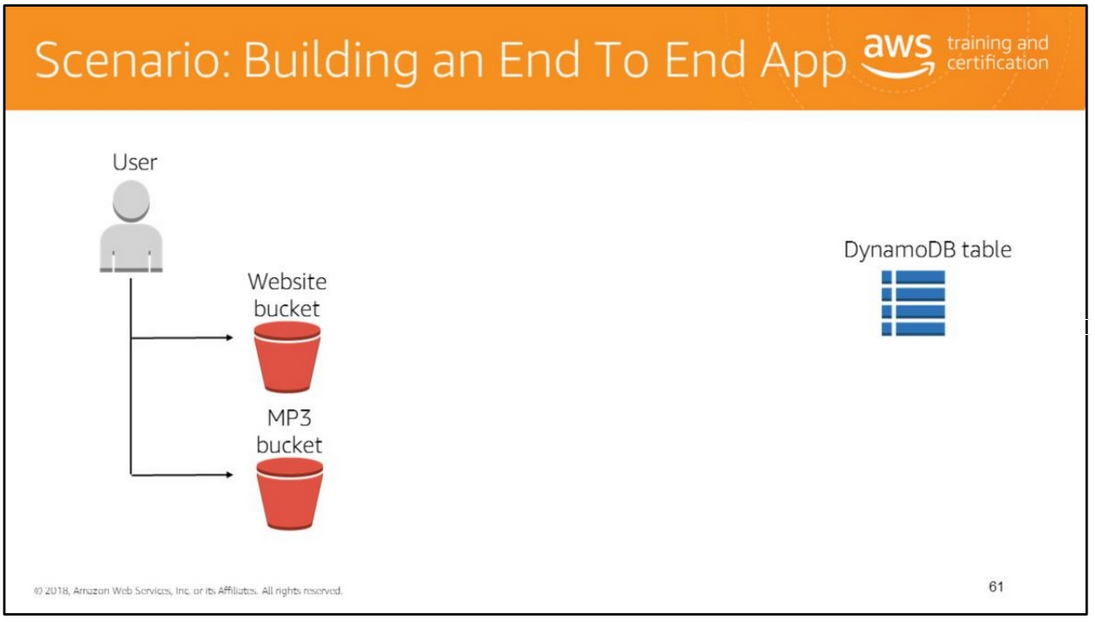 Scenario: Building an End To End App
aws training and
certification
User
Website
bucket
MP3
bucket
DynamoDB table
© 2018, Amazon Web Services, Inc. or its Affiliates. All rights reserved.
61